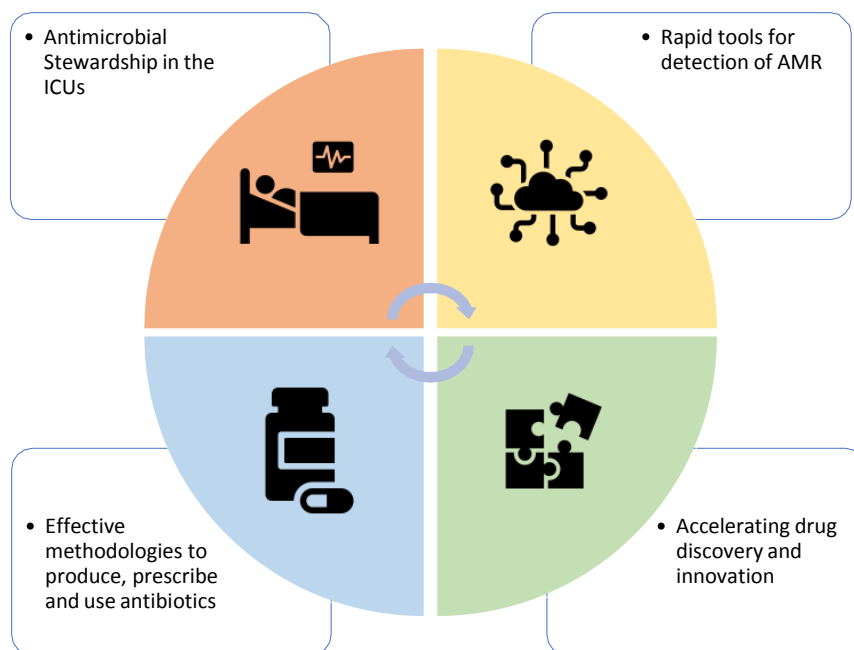 • Antimicrobial
Stewardship in the
ICUs
• Rapid tools for
detection of AMR
• Effective
methodologies to
produce, prescribe
and use antibiotics
• Accelerating drug
discovery and
innovation